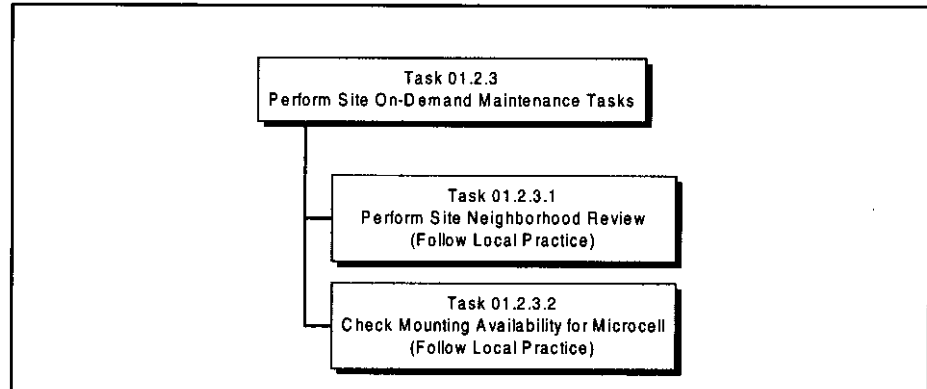 Task 01.2.3
Perform Site On-Demand Maintenance Tasks
Task 01.2.3.1
Perform Site Neighborhood Review
(Follow Local Practice)
Task 01.2.3.2
Check Mounting Availability for Microcell
(Follow Local Practice)